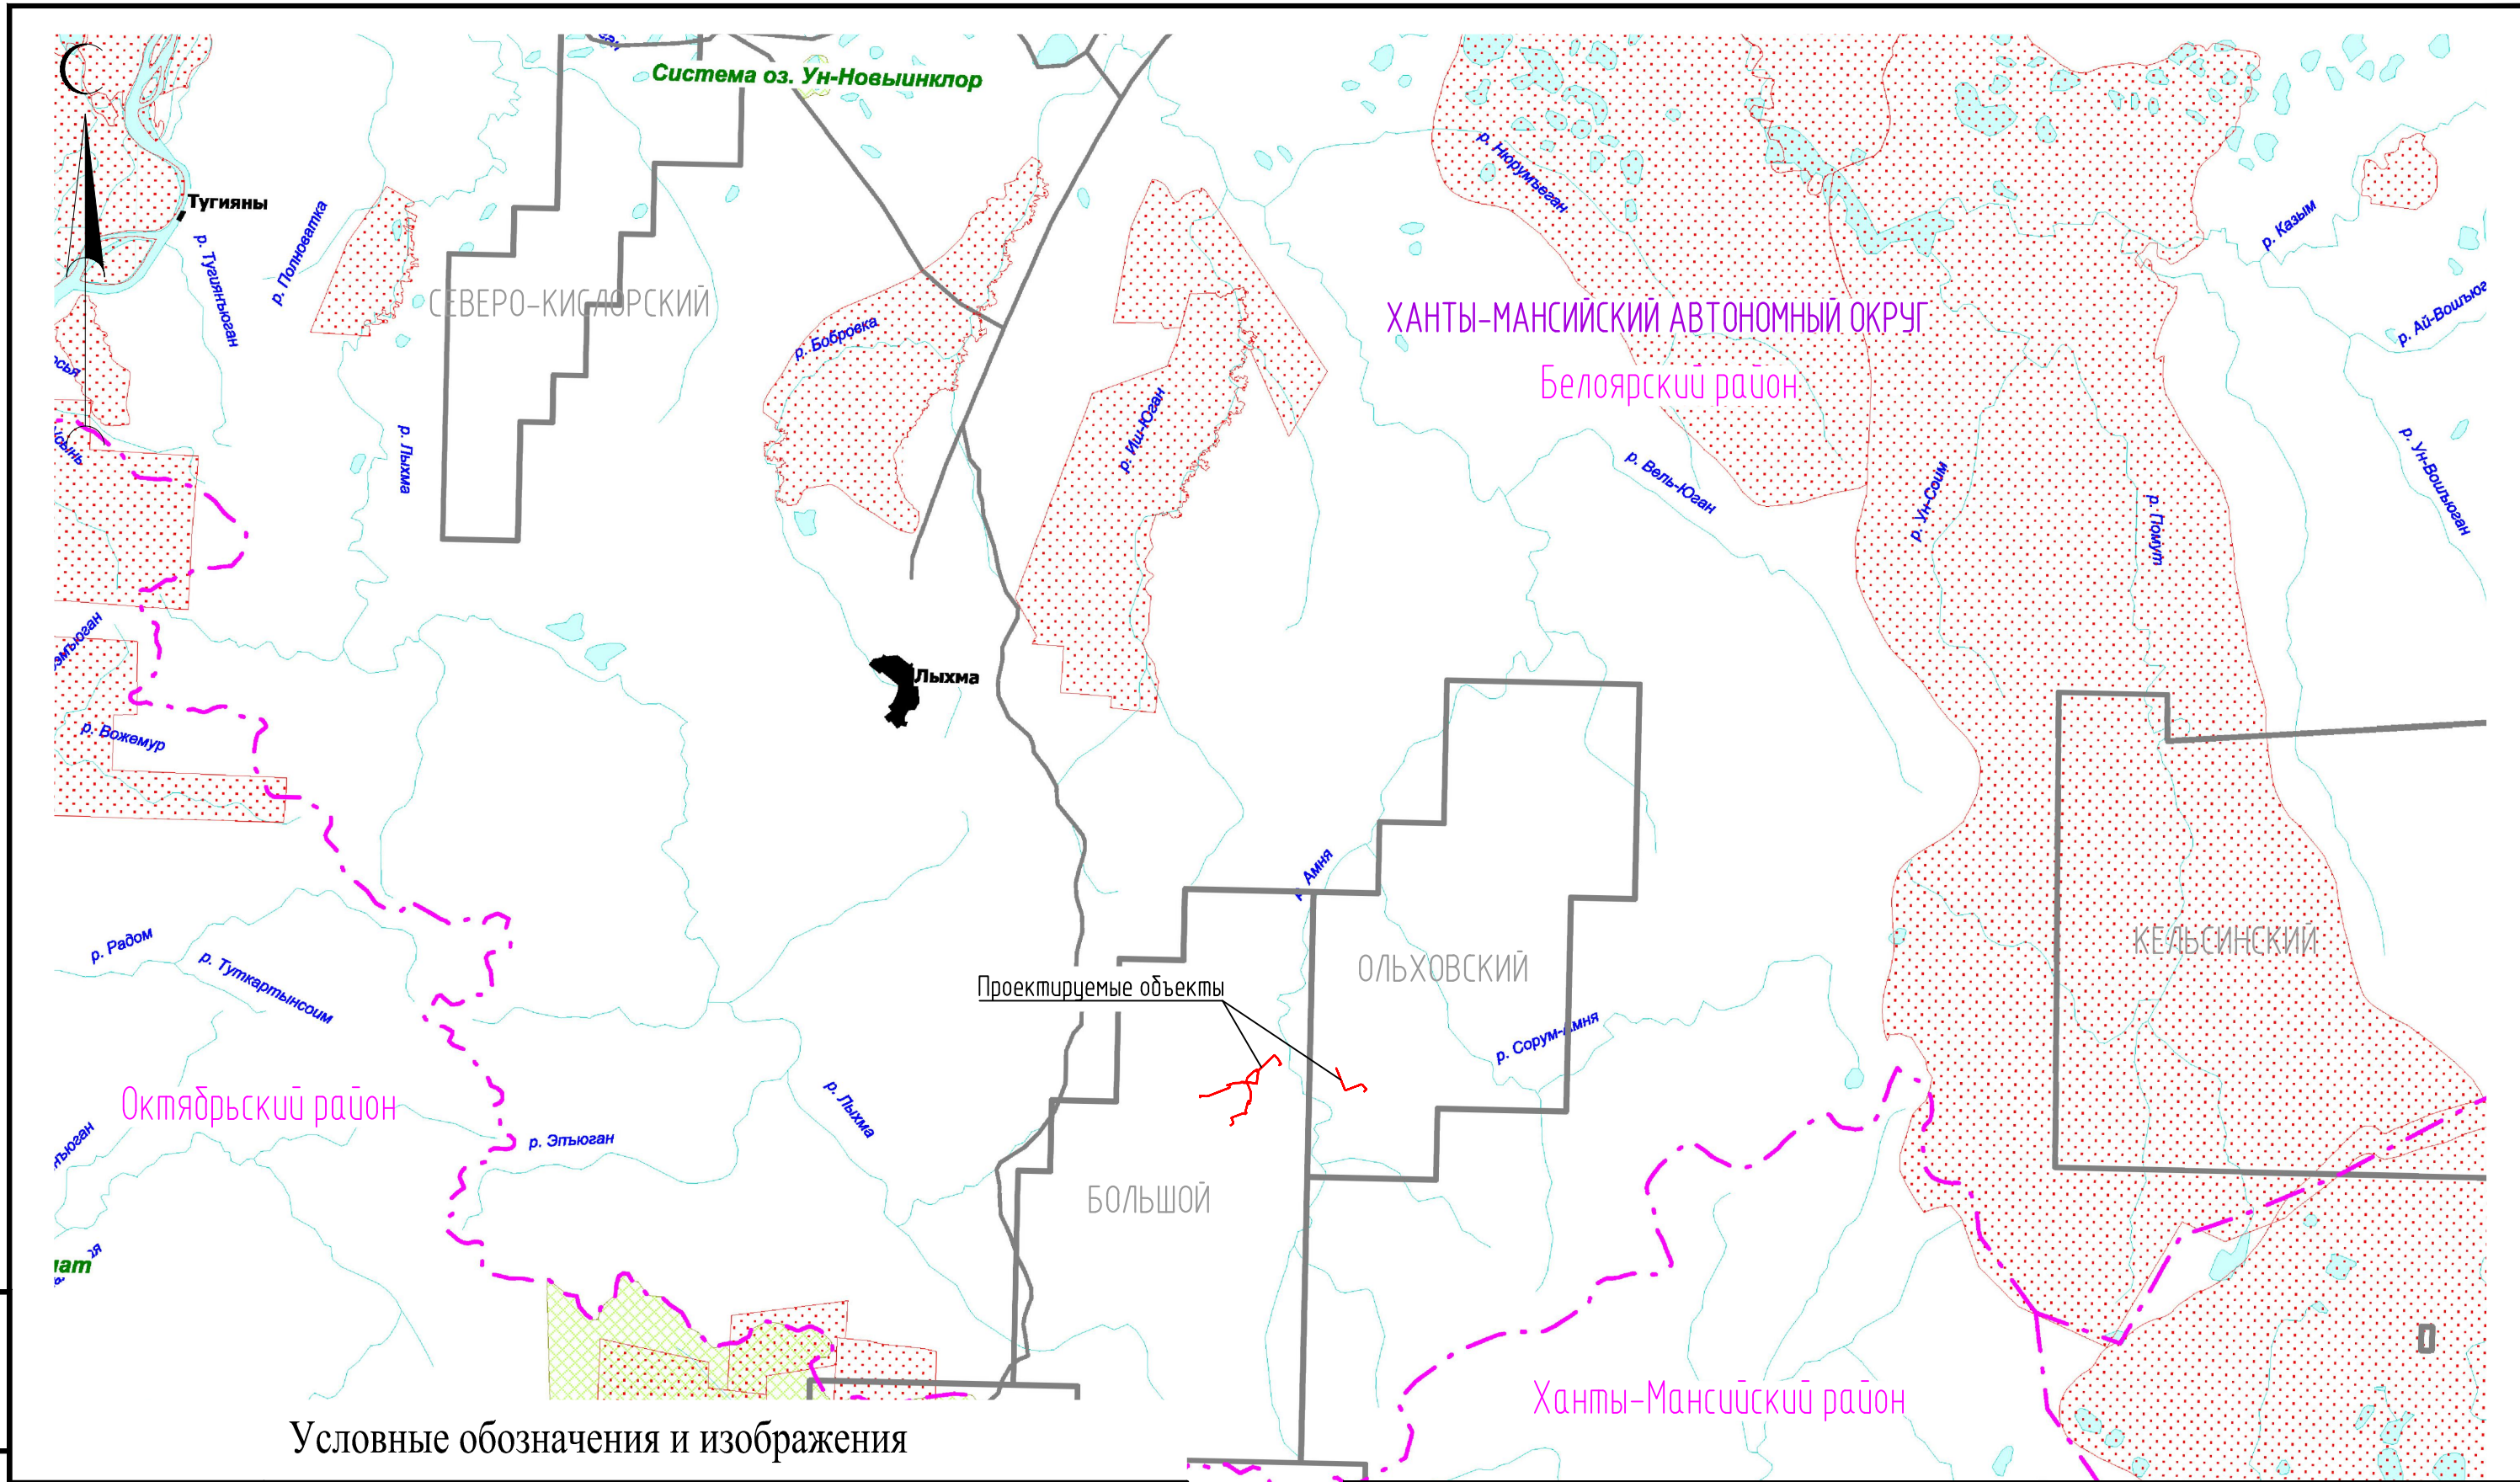 С
Система оз. Ун-Новыинклор
Тугияны
р. Тугиянъюган
р. Полноватка
СЕВЕРО-КИСЛОРСКИЙ
р. Бобровка
р. Иш-Юган
р. Нюрумъеган
р. Казым
р. Ай-Вошъюг
ХАНТЫ-МАНСИЙСКИЙ АВТОНОМНЫЙ ОКРУГ
Белоярский район
р. Лыхма
р. Вель-Юган
р. Ун-Соим
р. Помут
р. Ун-Вошъюган
Лыхма
р. Вожемур
р. Амня
р. Радом
р. Туткартынсоим
ОЛЬХОВСКИЙ
КЕЛЬСИНСКИЙ
Проектируемые объекты
р. Сорум-Амня
Октябрьский район
р. Лыхма
р. Эпъюган
БОЛЬШОЙ
Ханты-Мансийский район
Условные обозначения и изображения